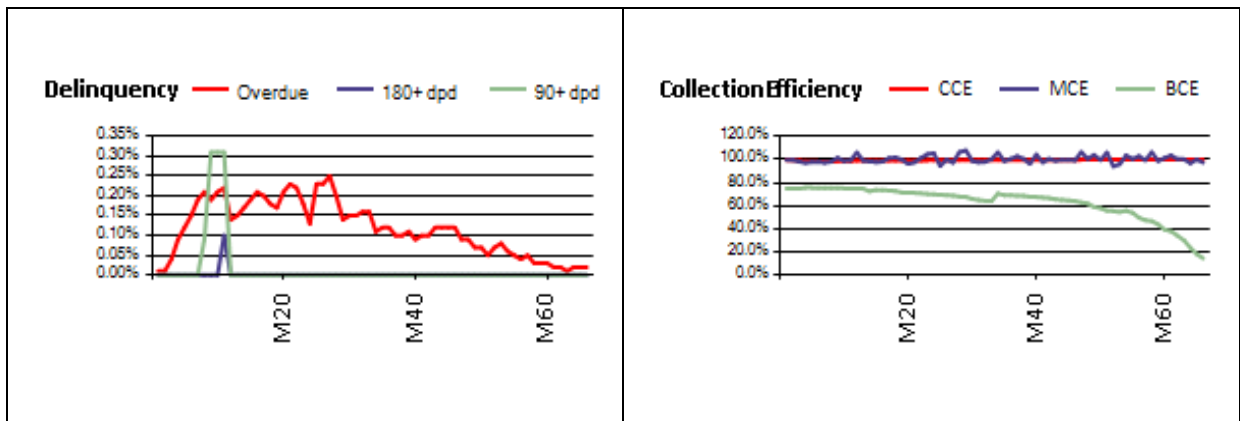 Delinquency Overdue 180+ dpd 90+ dpd
0.35%
0.30%
0.25%
0.20%
0.15%
0.10%
0.05%
0.00%
M20
M40
M60
Collection Efficiency CCE MCE BCE
120.0%
100.0%
80.0%
60.0%
40.0%
20.0%
0.0%
M20
M40
M60